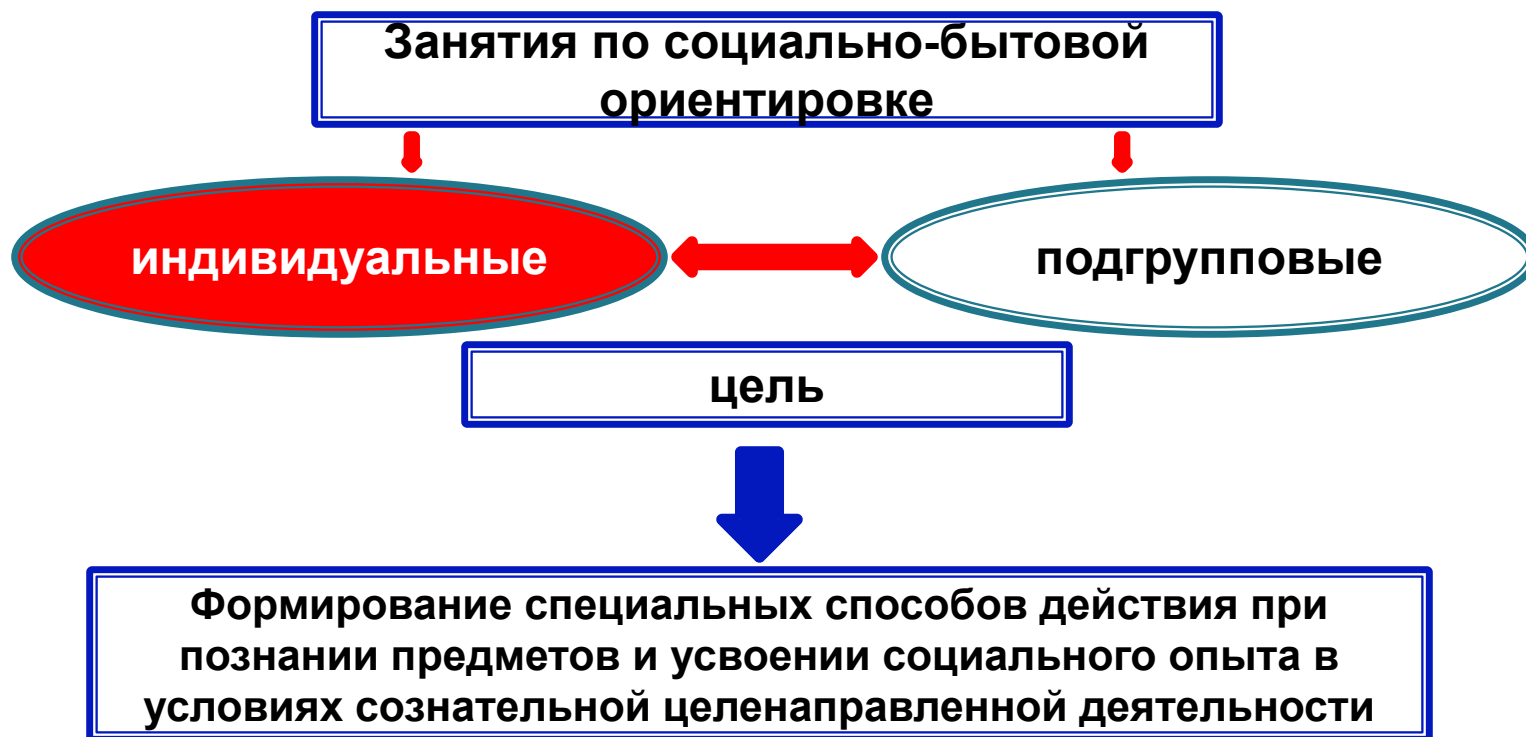 Занятия по социально-бытовой
ориентировке
индивидуальные
подгрупповые
цель
Формирование специальных способов действия при
познании предметов и усвоении социального опыта в
условиях сознательной целенаправленной деятельности